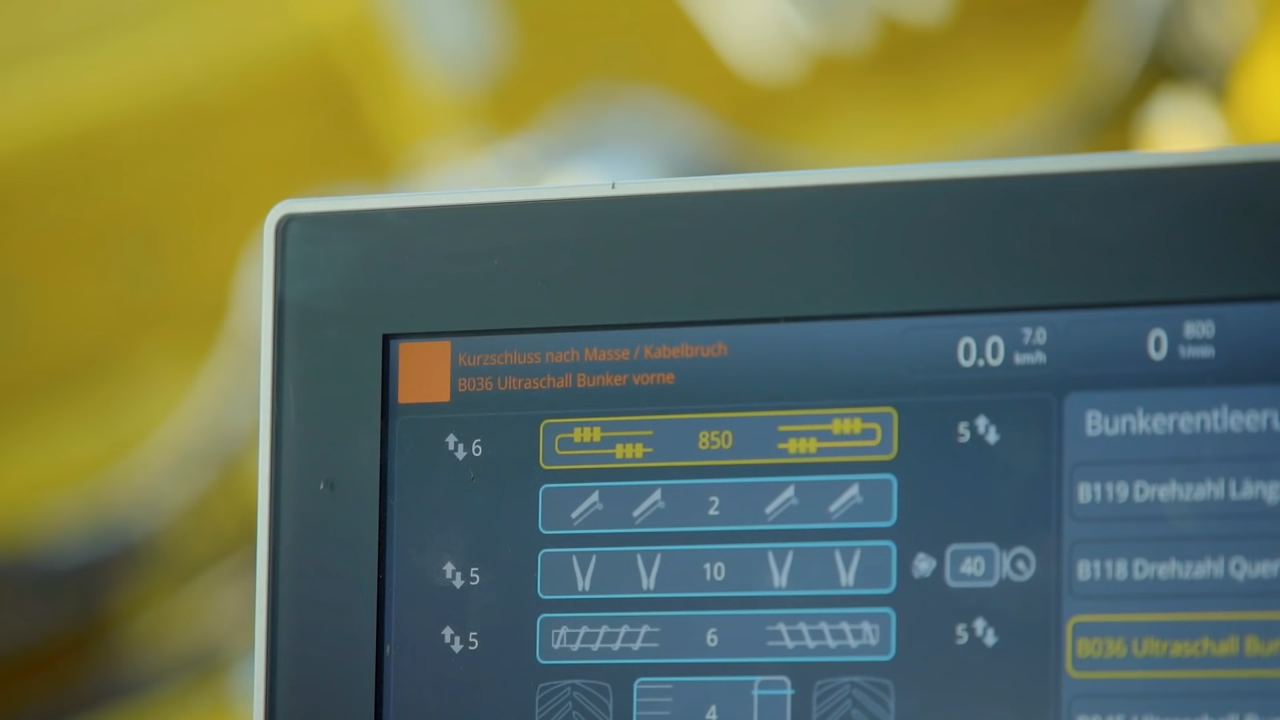 Kurzschluss nach Masse / Kabelbruch
B036 Ultraschall Bunker vorne
0.0 7.0 km/h
0 800 1/min
6 850 5
2
5 10 40
5 6 5
4
Bunkerentleeru
B119 Drehzahl Läng
B118 Drehzahl Quer
B036 Ultraschall Bun